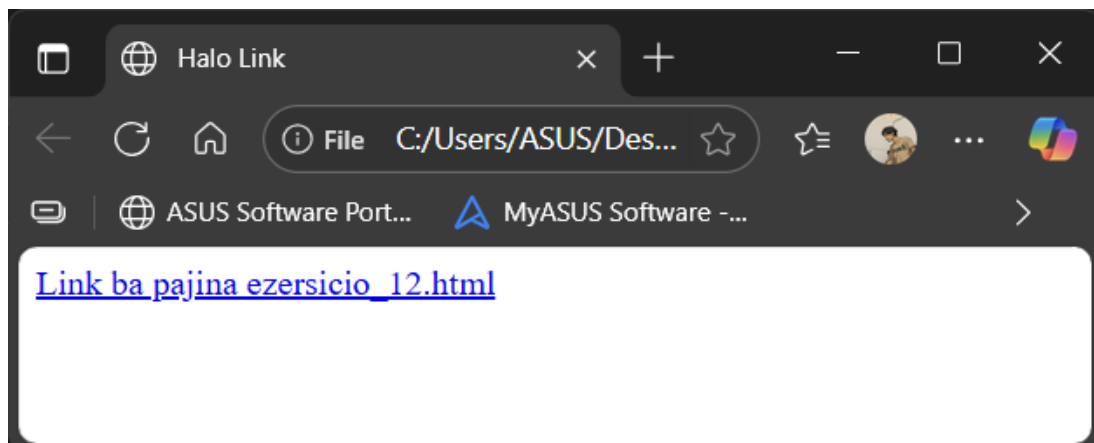 Halo Link
File C:/Users/ASUS/Des...
ASUS Software Port... MyASUS Software -...
Link ba pajina ezersicio_12.html